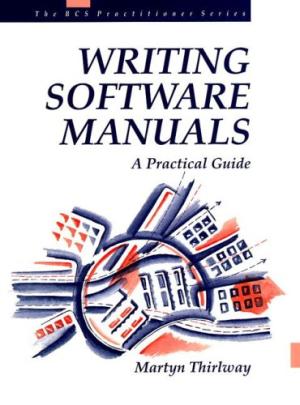 The BCS Practitioner Series
WRITING
SOFTWARE
MANUALS
A Practical Guide
Martyn Thirlway